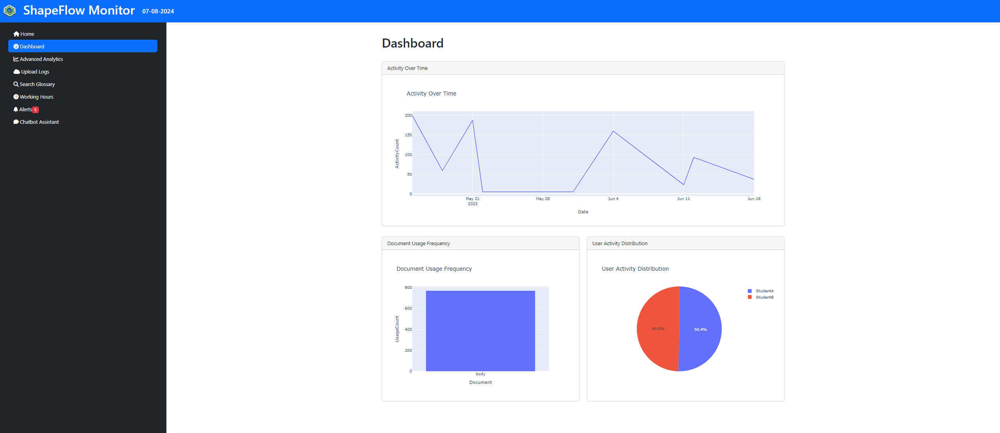 ShapeFlow Monitor 07-08-2024
Home
Dashboard
Advanced Analytics
Upload Logs
Search Glossary
Working Hours
Alerts 5
Chatbot Assistant
Dashboard
Activity Over Time
Activity Over Time
ActivityCount
200
150
100
50
0
May 21 May 28 Jun 4 Jun 11 Jun 18
2023
Date
Document Usage Frequency
Document Usage Frequency
UsageCount
800
600
400
200
0
body
Document
User Activity Distribution
User Activity Distribution
StudentA
StudentB
49.6% 50.4%